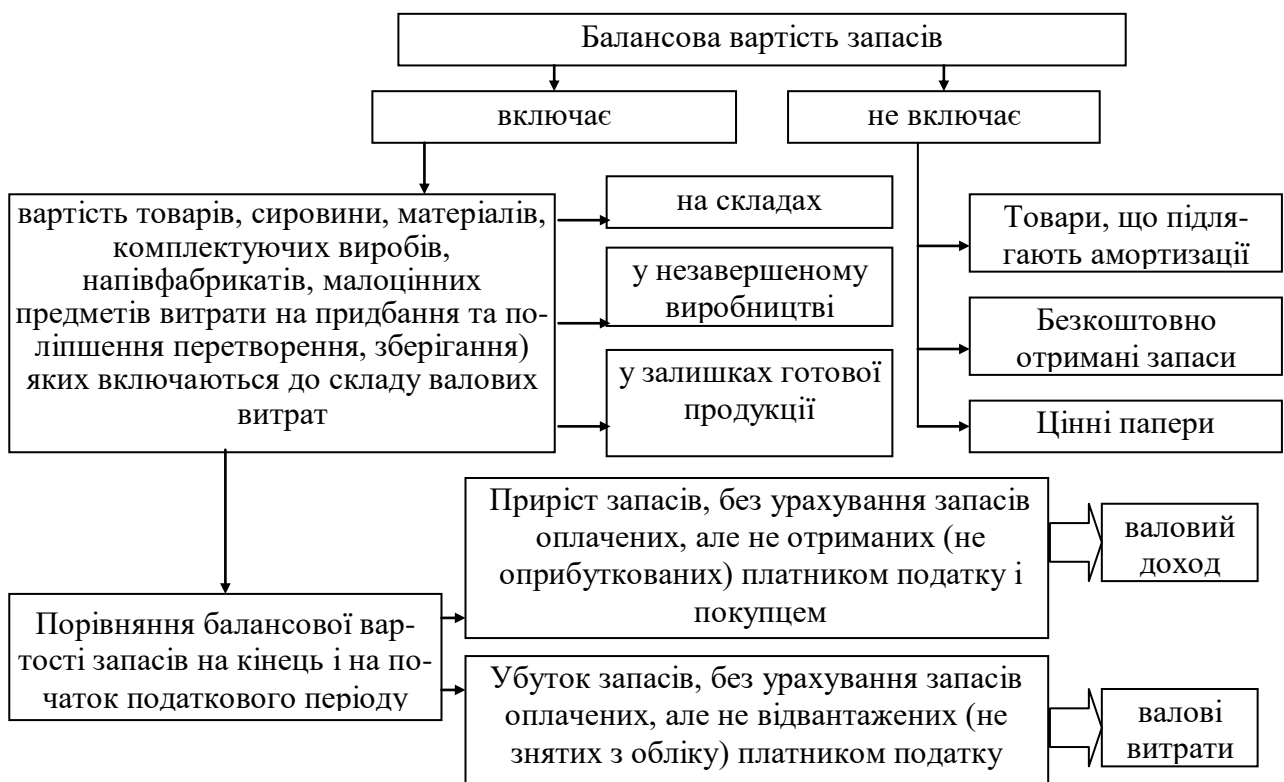 Балансова вартість запасів
включає
не включає
вартість товарів, сировини, матеріалів,
комплектуючих виробів,
напівфабрикатів, малоцінних
предметів витрати на придбання та по-
ліпшення перетворення, зберігання)
яких включаються до складу валових
витрат
на складах
у незавершеному
виробництві
у залишках готової
продукції
Товари, що підля-
гають амортизації
Безкоштовно
отримані запаси
Цінні папери
Порівняння балансової вар-
тості запасів на кінець і на по-
чаток податкового періоду
Приріст запасів, без урахування запасів
оплачених, але не отриманих (не
оприбуткованих) платником податку і
покупцем
валовий
доход
Убуток запасів, без урахування запасів
оплачених, але не відвантажених (не
знятих з обліку) платником податку
валові
витрати